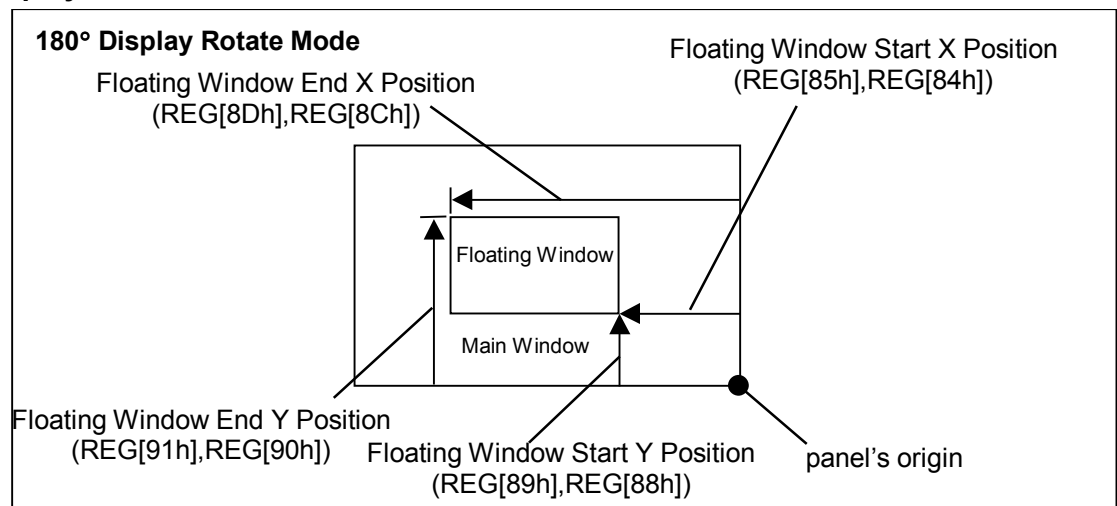 180° Display Rotate Mode
Floating Window Start X Position
(REG[85h],REG[84h])
Floating Window End X Position
(REG[8Dh],REG[8Ch])
Floating Window
Main Window
Floating Window End Y Position
(REG[91h],REG[90h])
Floating Window Start Y Position
(REG[89h],REG[88h])
panel's origin